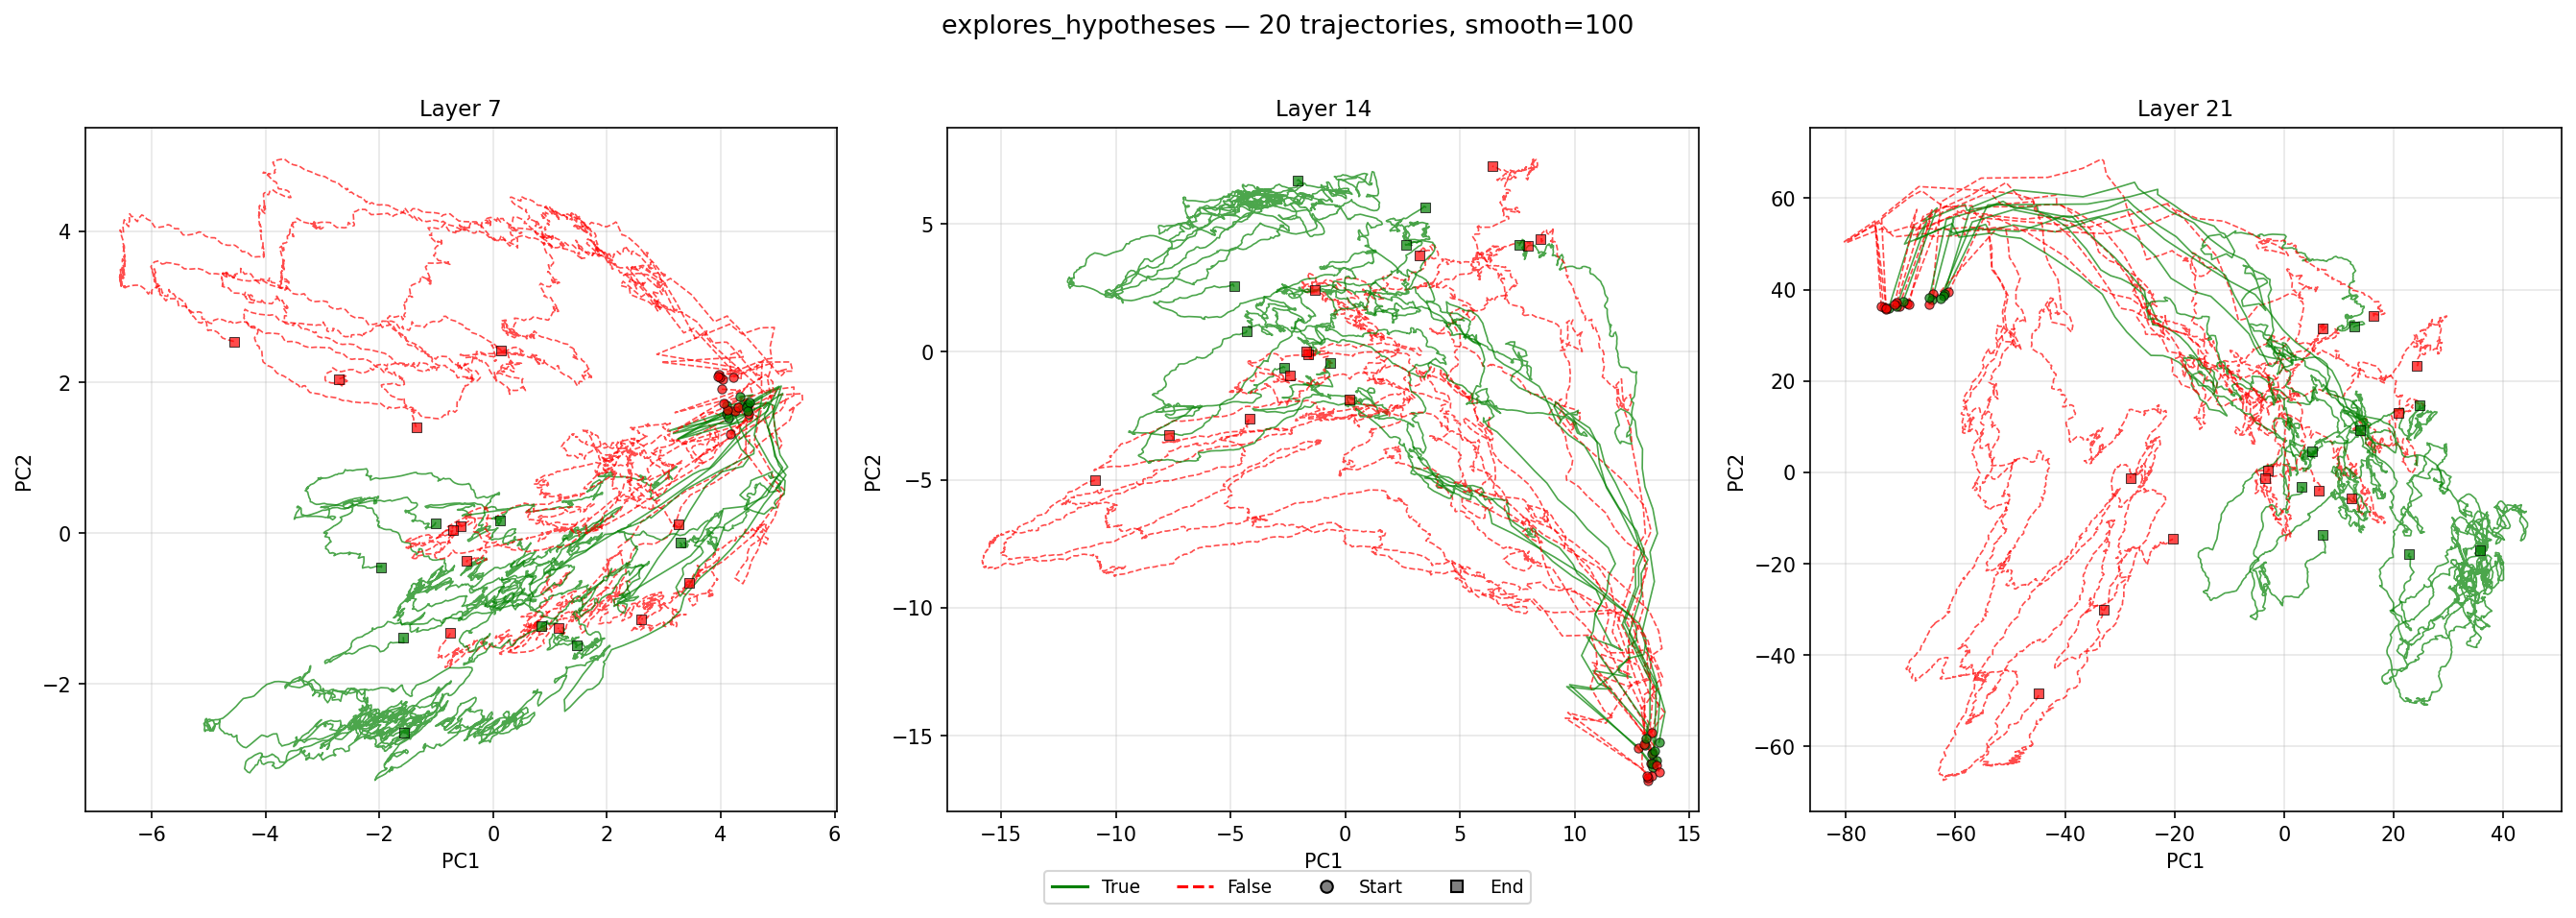 explores_hypotheses — 20 trajectories, smooth=100
Layer 7
4
2
0
−2
PC2
−6
−4
−2
0
2
4
6
PC1
Layer 14
5
0
−5
−10
−15
PC2
−15
−10
−5
0
5
10
15
PC1
Layer 21
60
40
20
0
−20
−40
−60
PC2
−80
−60
−40
−20
0
20
40
PC1
True
False
Start
End